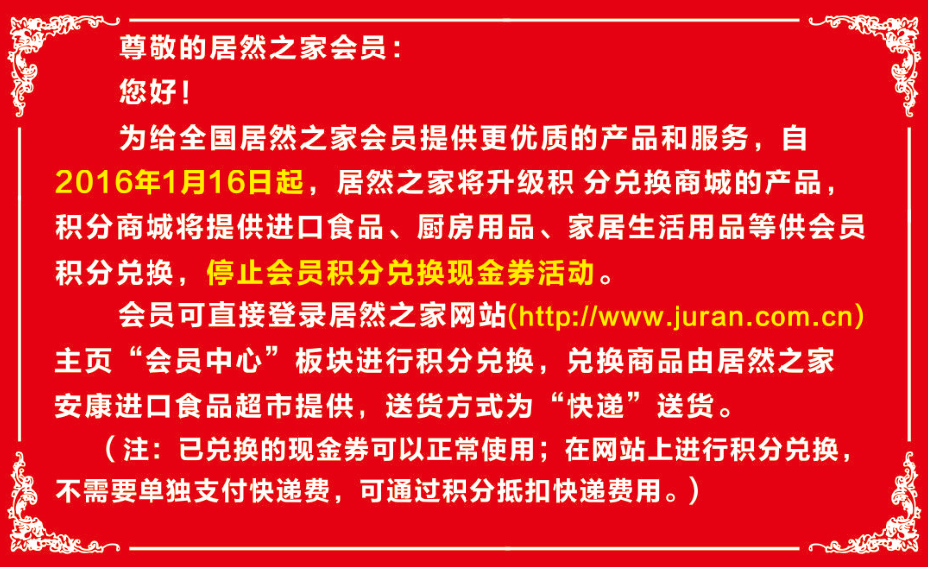 尊敬的居然之家会员：
您好！
为给全国居然之家会员提供更优质的产品和服务，自
2016年1月16日起，居然之家将升级积 分兑换商城的产品，
积分商城将提供进口食品、厨房用品、家居生活用品等供会员
积分兑换，停止会员积分兑换现金券活动。
会员可直接登录居然之家网站(http://www.juran.com.cn)
主页“会员中心”板块进行积分兑换，兑换商品由居然之家
安康进口食品超市提供，送货方式为“快递”送货。
（注：已兑换的现金券可以正常使用；在网站上进行积分兑换，
不需要单独支付快递费，可通过积分抵扣快递费用。)